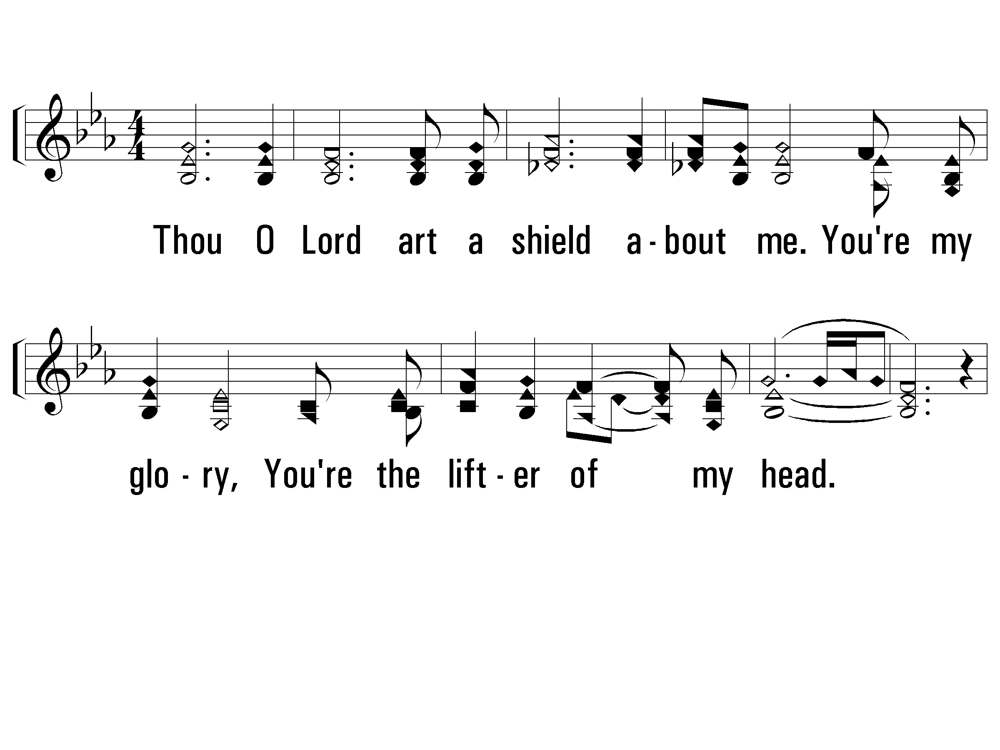 Thou O Lord art a shield a - bout me. You're my
glo - ry, You're the lift - er of my head.